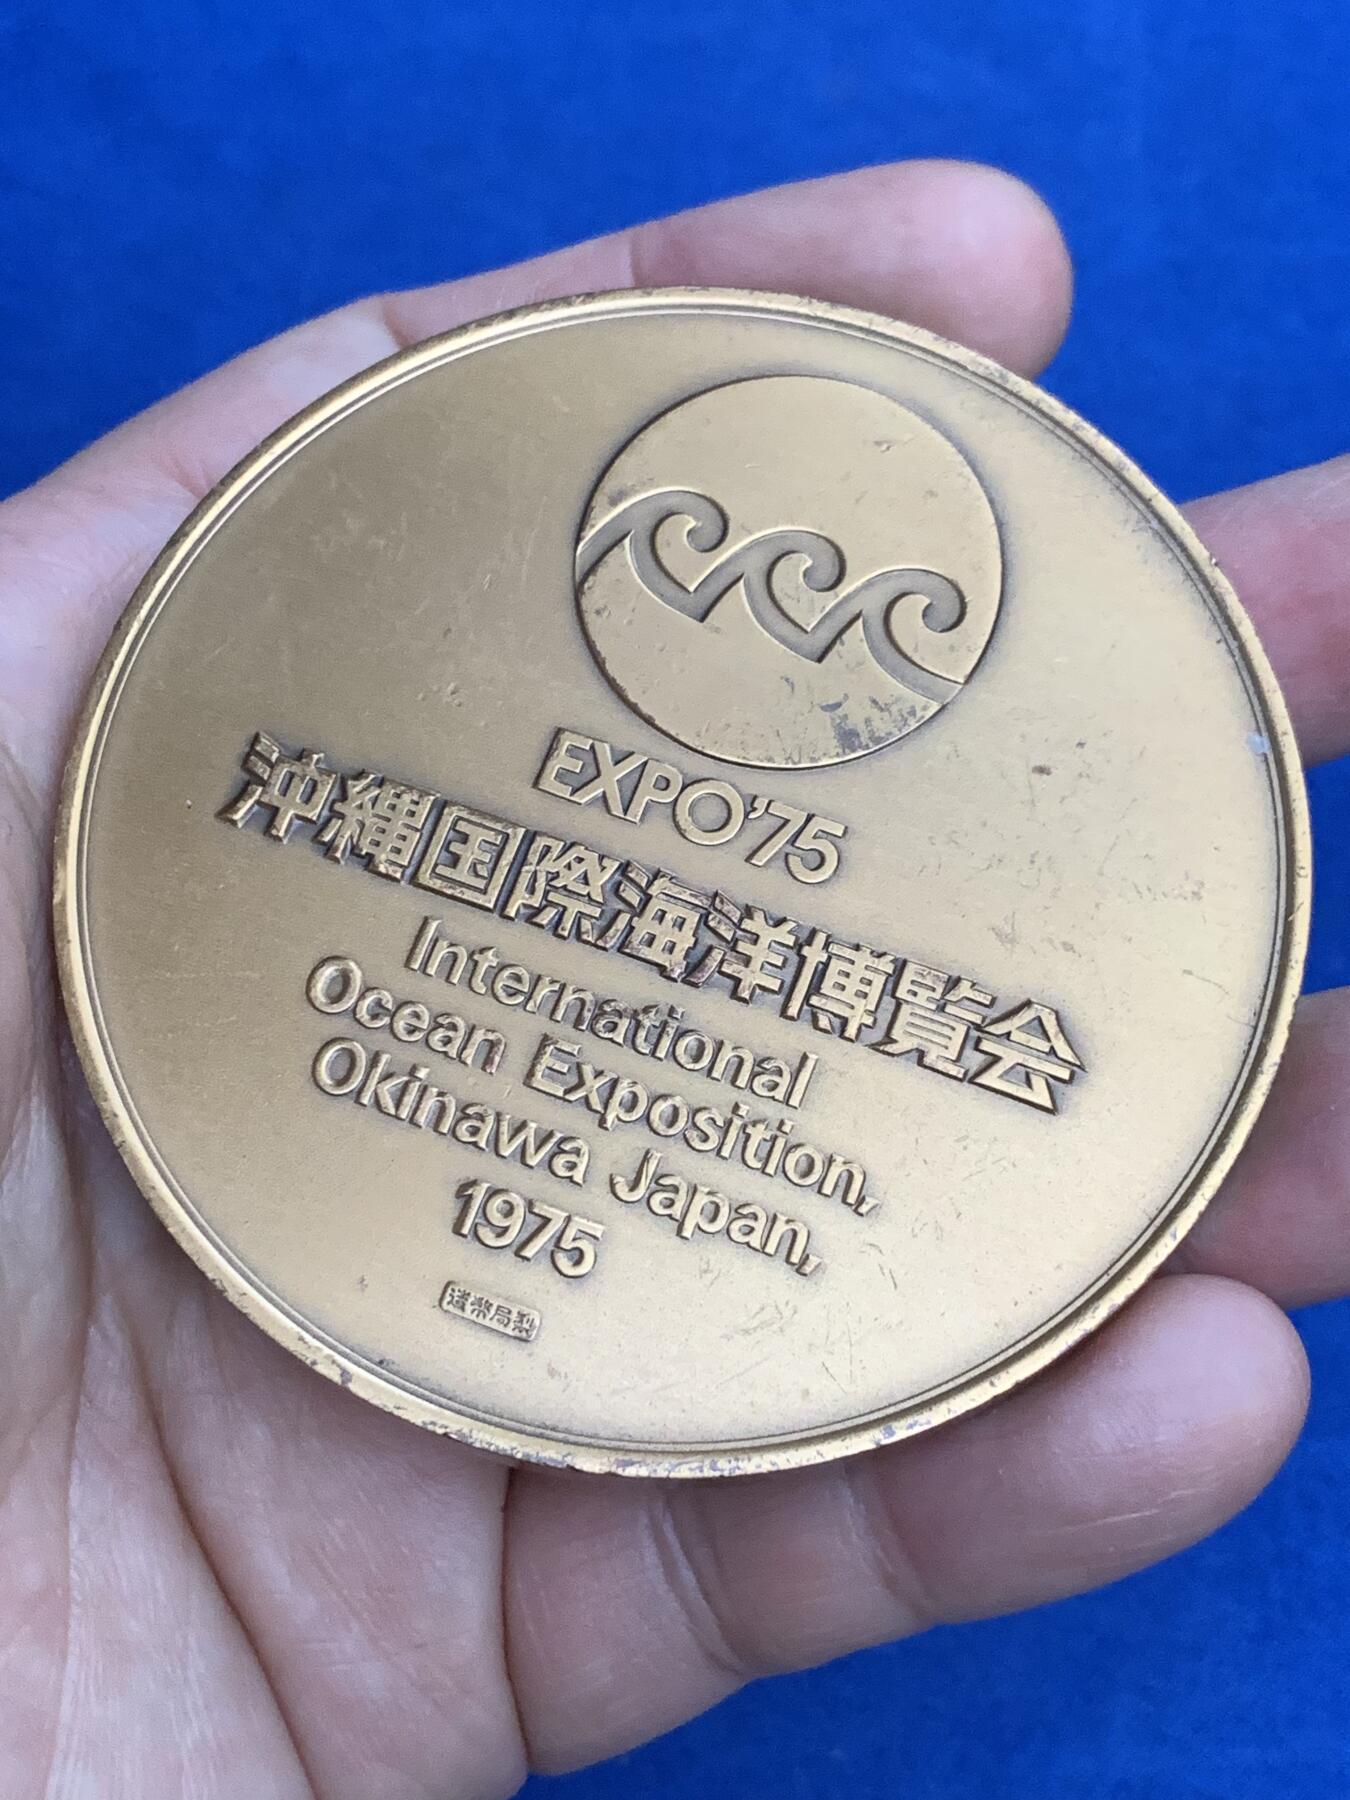 EXPO'75
沖縄国際海洋博覧会
International
Ocean Exposition,
Okinawa Japan,
1975
造幣局製